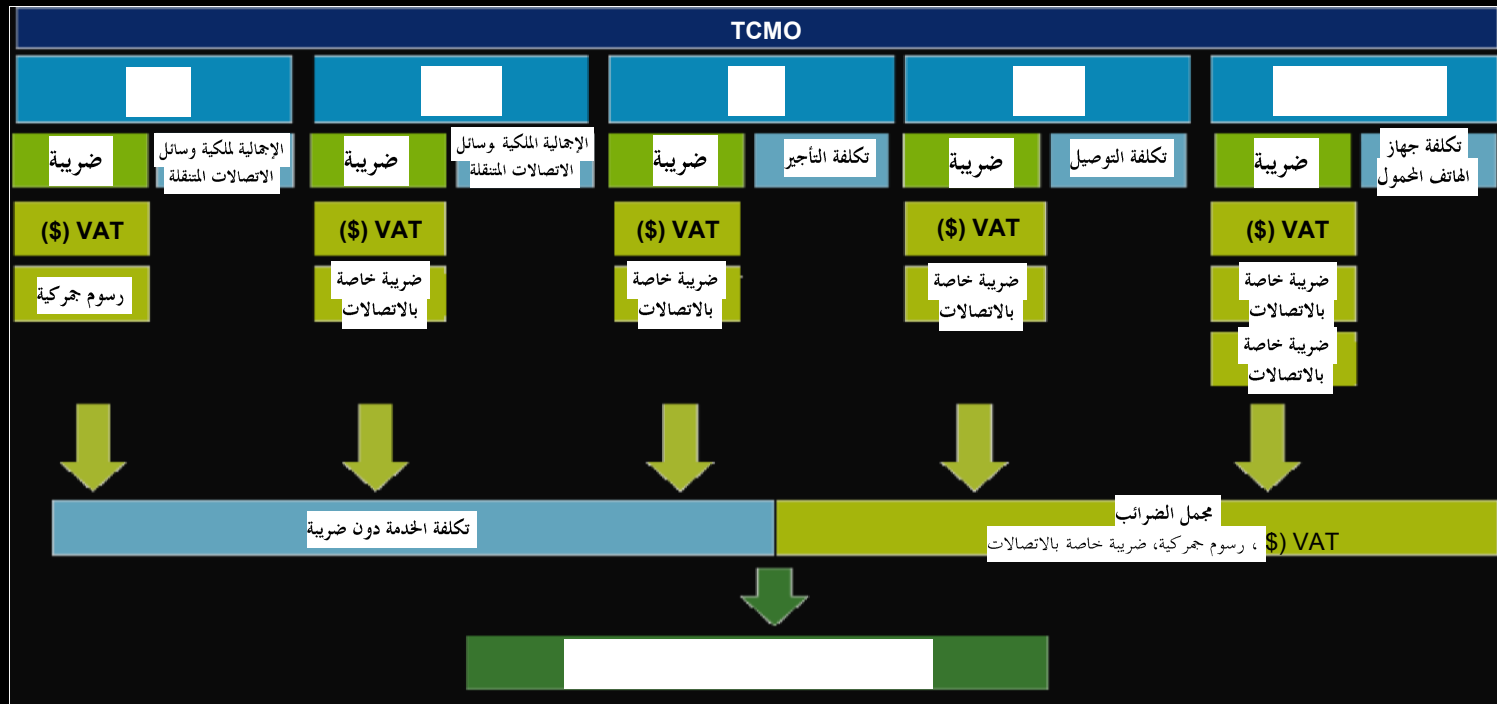 TCMO
تكلفة جهاز
الهاتف المحمول
ضريبة
تكلفة التوصيل
ضريبة
تكلفة التأجير
ضريبة
الإجمالية الملكية وسائل
الاتصالات المتنقلة
ضريبة
الإجمالية لملكية وسائل
الاتصالات المتنقلة
ضريبة
($) VAT
($) VAT
($) VAT
($) VAT
($) VAT
ضريبة خاصة
بالاتصالات
ضريبة خاصة
بالاتصالات
ضريبة خاصة
بالاتصالات
ضريبة خاصة
بالاتصالات
رسوم جمركية
ضريبة خاصة
بالاتصالات
مجمل الضرائب
$) VAT ، رسوم جمركية، ضريبة خاصة بالاتصالات
تكلفة الخدمة دون ضريبة